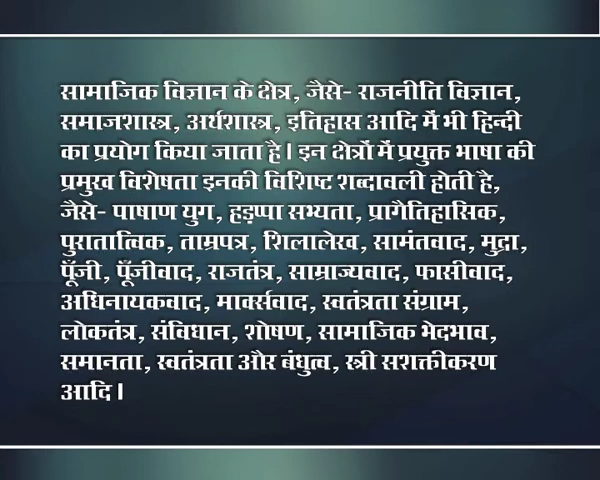 सामाजिक विज्ञान के क्षेत्र, जैसे- राजनीति विज्ञान,
समाजशास्त्र, अर्थशास्त्र, इतिहास आदि में भी हिन्दी
का प्रयोग किया जाता है। इन क्षेत्रों में प्रयुक्त भाषा की
प्रमुख विशेषता इनकी विशिष्ट शब्दावली होती है,
जैसे- पाषाण युग, हड़प्पा सभ्यता, प्रागैतिहासिक,
पुरातात्विक, ताम्रपत्र, शिलालेख, सामंतवाद, मुद्रा,
पूँजी, पूँजीवाद, राजतंत्र, साम्राज्यवाद, फासीवाद,
अधिनायकवाद, मार्क्सवाद, स्वतंत्रता संग्राम,
लोकतंत्र, संविधान, शोषण, सामाजिक भेदभाव,
समानता, स्वतंत्रता और बंधुत्व, स्त्री सशक्तीकरण
आदि।